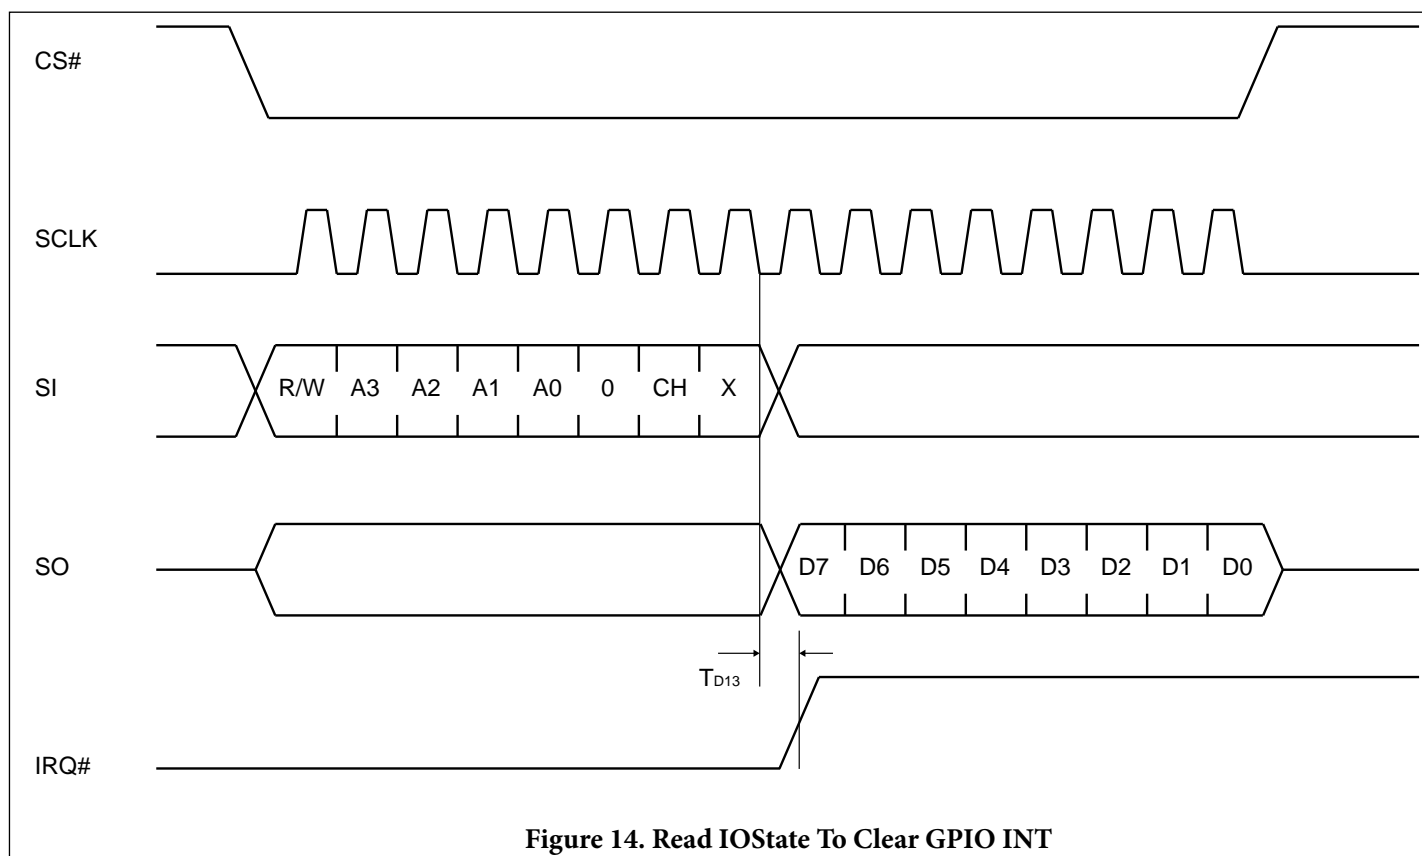 CS#
SCLK
SI
R/W A3 A2 A1 A0 0 CH X
SO
D7 D6 D5 D4 D3 D2 D1 D0
TD13
IRQ#
Figure 14. Read IOState To Clear GPIO INT